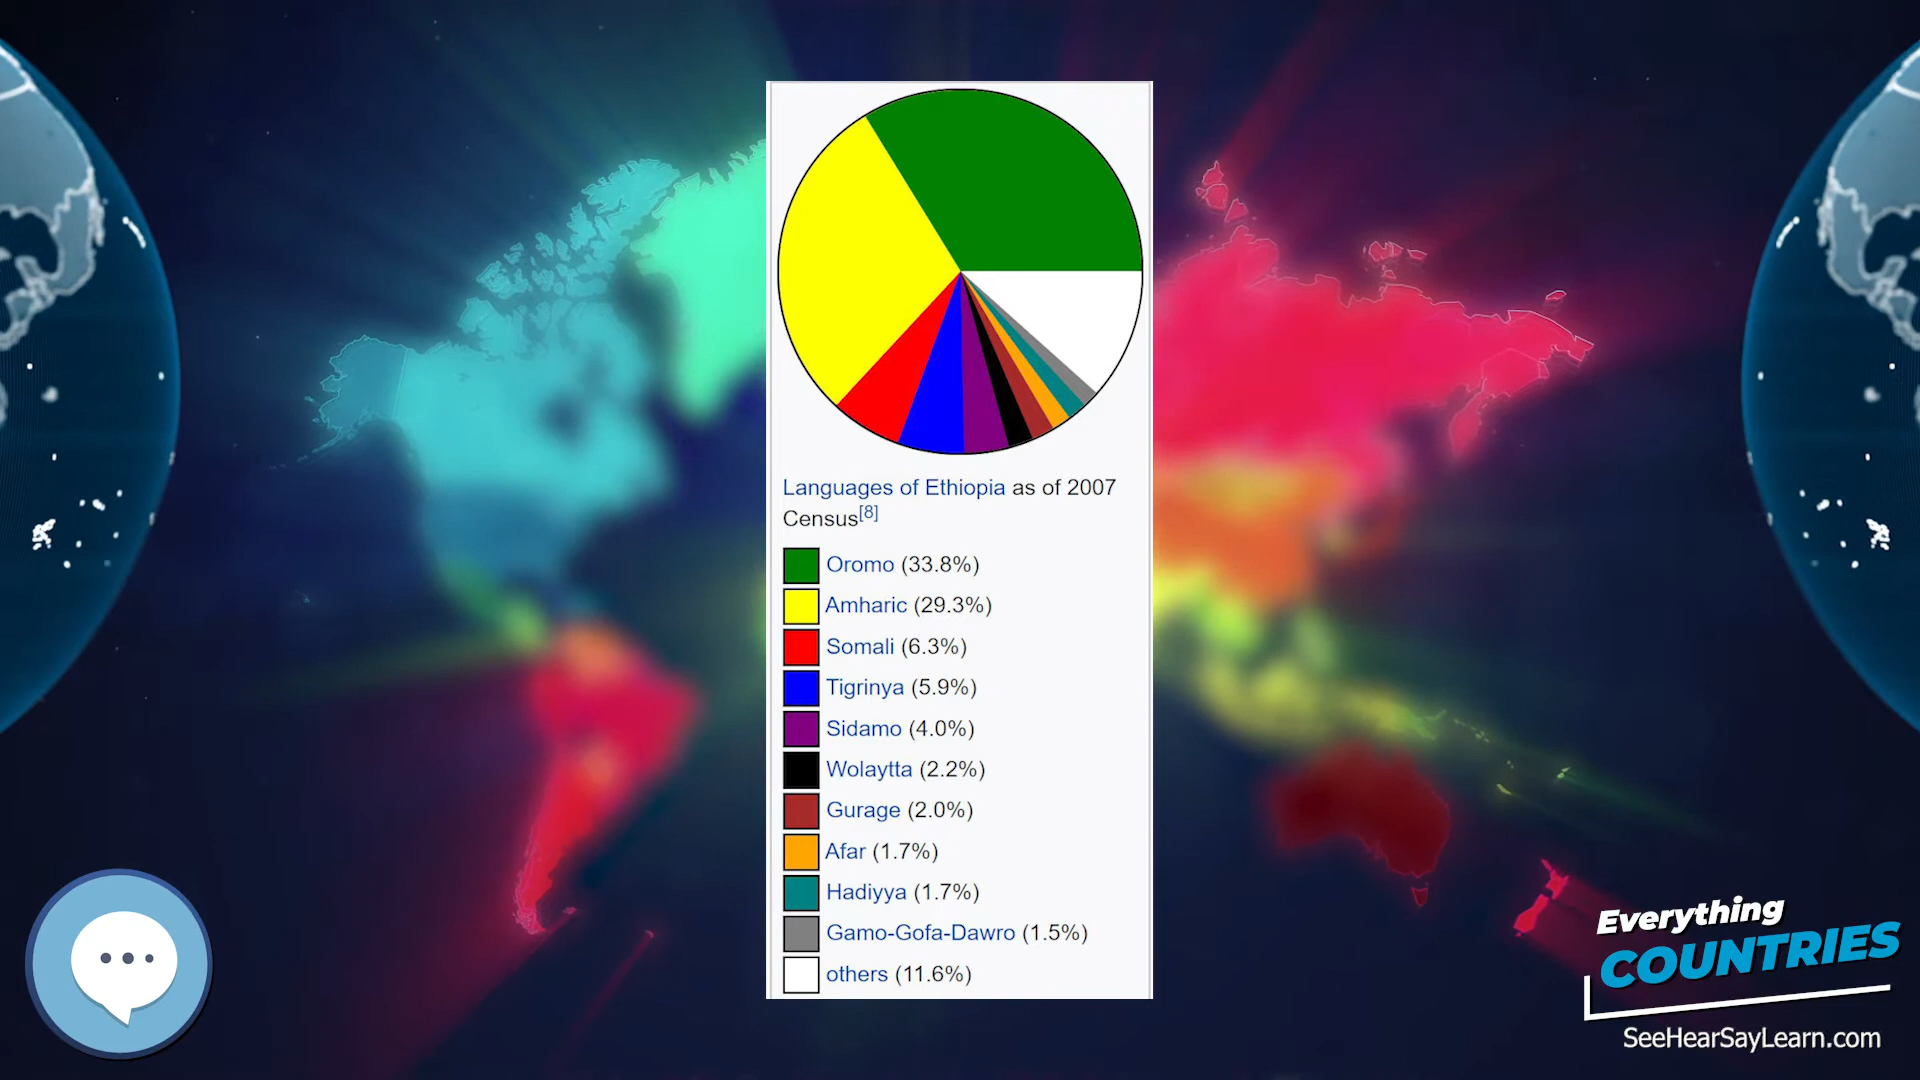 Languages of Ethiopia as of 2007
Census[8]
Oromo (33.8%)
Amharic (29.3%)
Somali (6.3%)
Tigrinya (5.9%)
Sidamo (4.0%)
Wolaytta (2.2%)
Gurage (2.0%)
Afar (1.7%)
Hadiyya (1.7%)
Gamo-Gofa-Dawro (1.5%)
others (11.6%)
Everything
COUNTRIES
SeeHearSayLearn.com